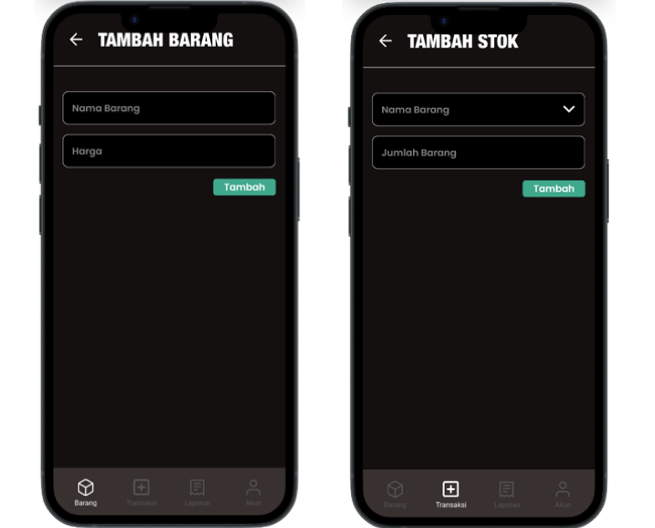 TAMBAH BARANG
Nama Barang
Harga
Tambah
Barang
Transaksi
Laporan
Akun
TAMBAH STOK
Nama Barang
Jumlah Barang
Tambah
Barang
Transaksi
Laporan
Akun